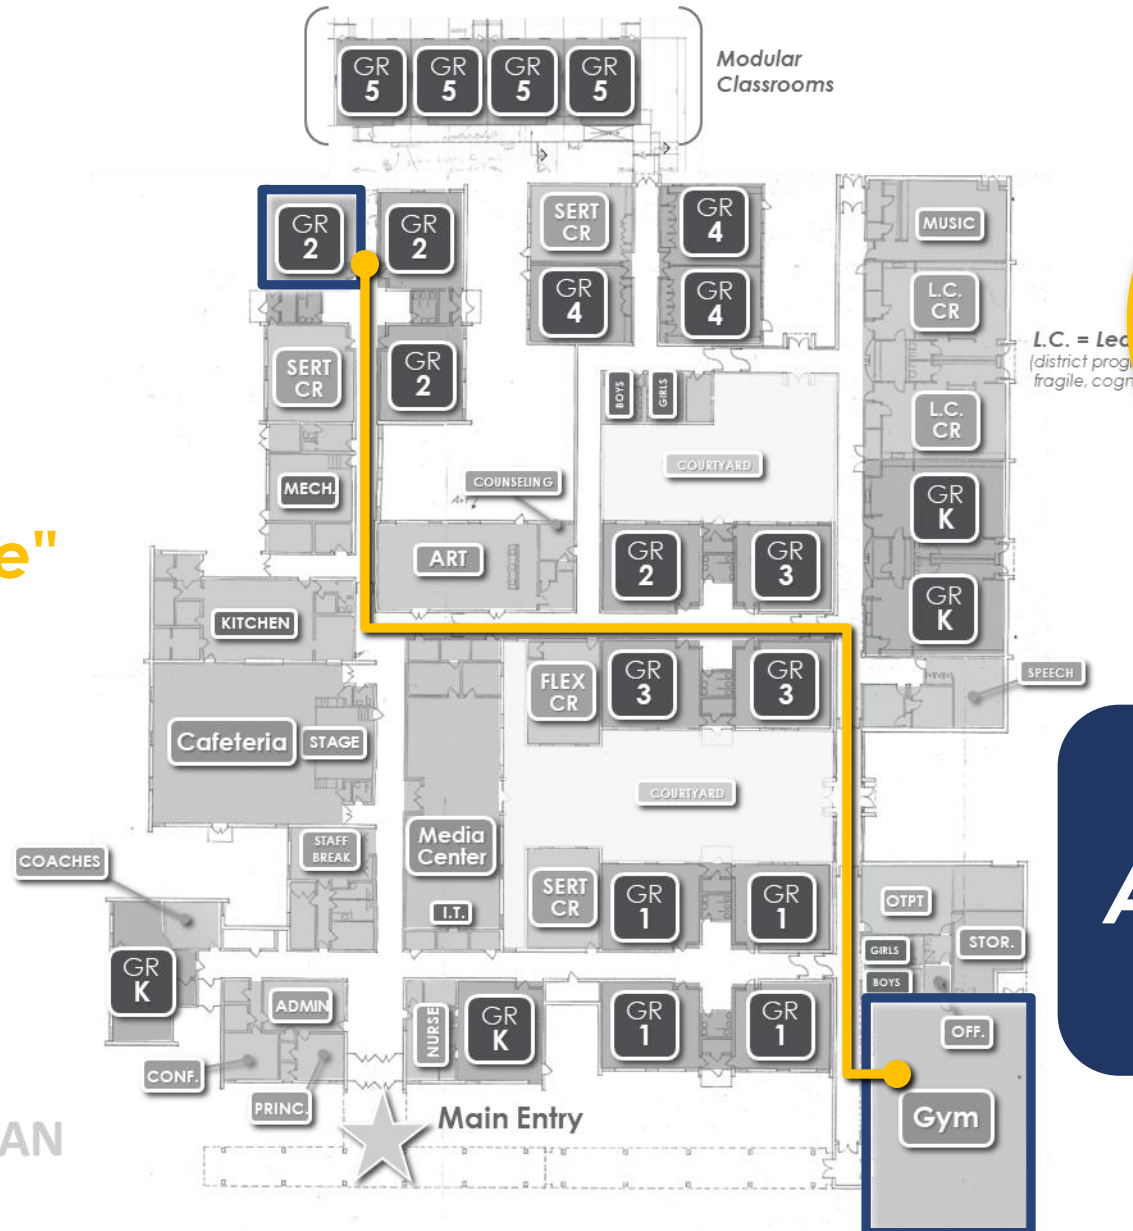 GR 5
GR 5
GR 5
GR 5
Modular
Classrooms
GR 2
GR 2
SERT CR
GR 4
MUSIC
GR 4
GR 4
L.C. CR
L.C. =
(district
fragile,
SERT CR
GR 2
BOYS
GIRLS
L.C. CR
COURTYARD
COUNSELING
MECH.
GR K
e"
ART
GR 2
GR 3
GR K
KITCHEN
FLEX CR
GR 3
GR 3
SPEECH
Cafeteria
STAGE
COURTYARD
Media
Center
STAFF
BREAK
COACHES
SERT CR
GR 1
GR 1
OTPT
I.T.
GIRLS
STOR.
GR K
BOYS
ADMIN
NURSE
GR K
GR 1
GR 1
OFF.
CONF.
PRINC.
Main Entry
Gym
AN
A